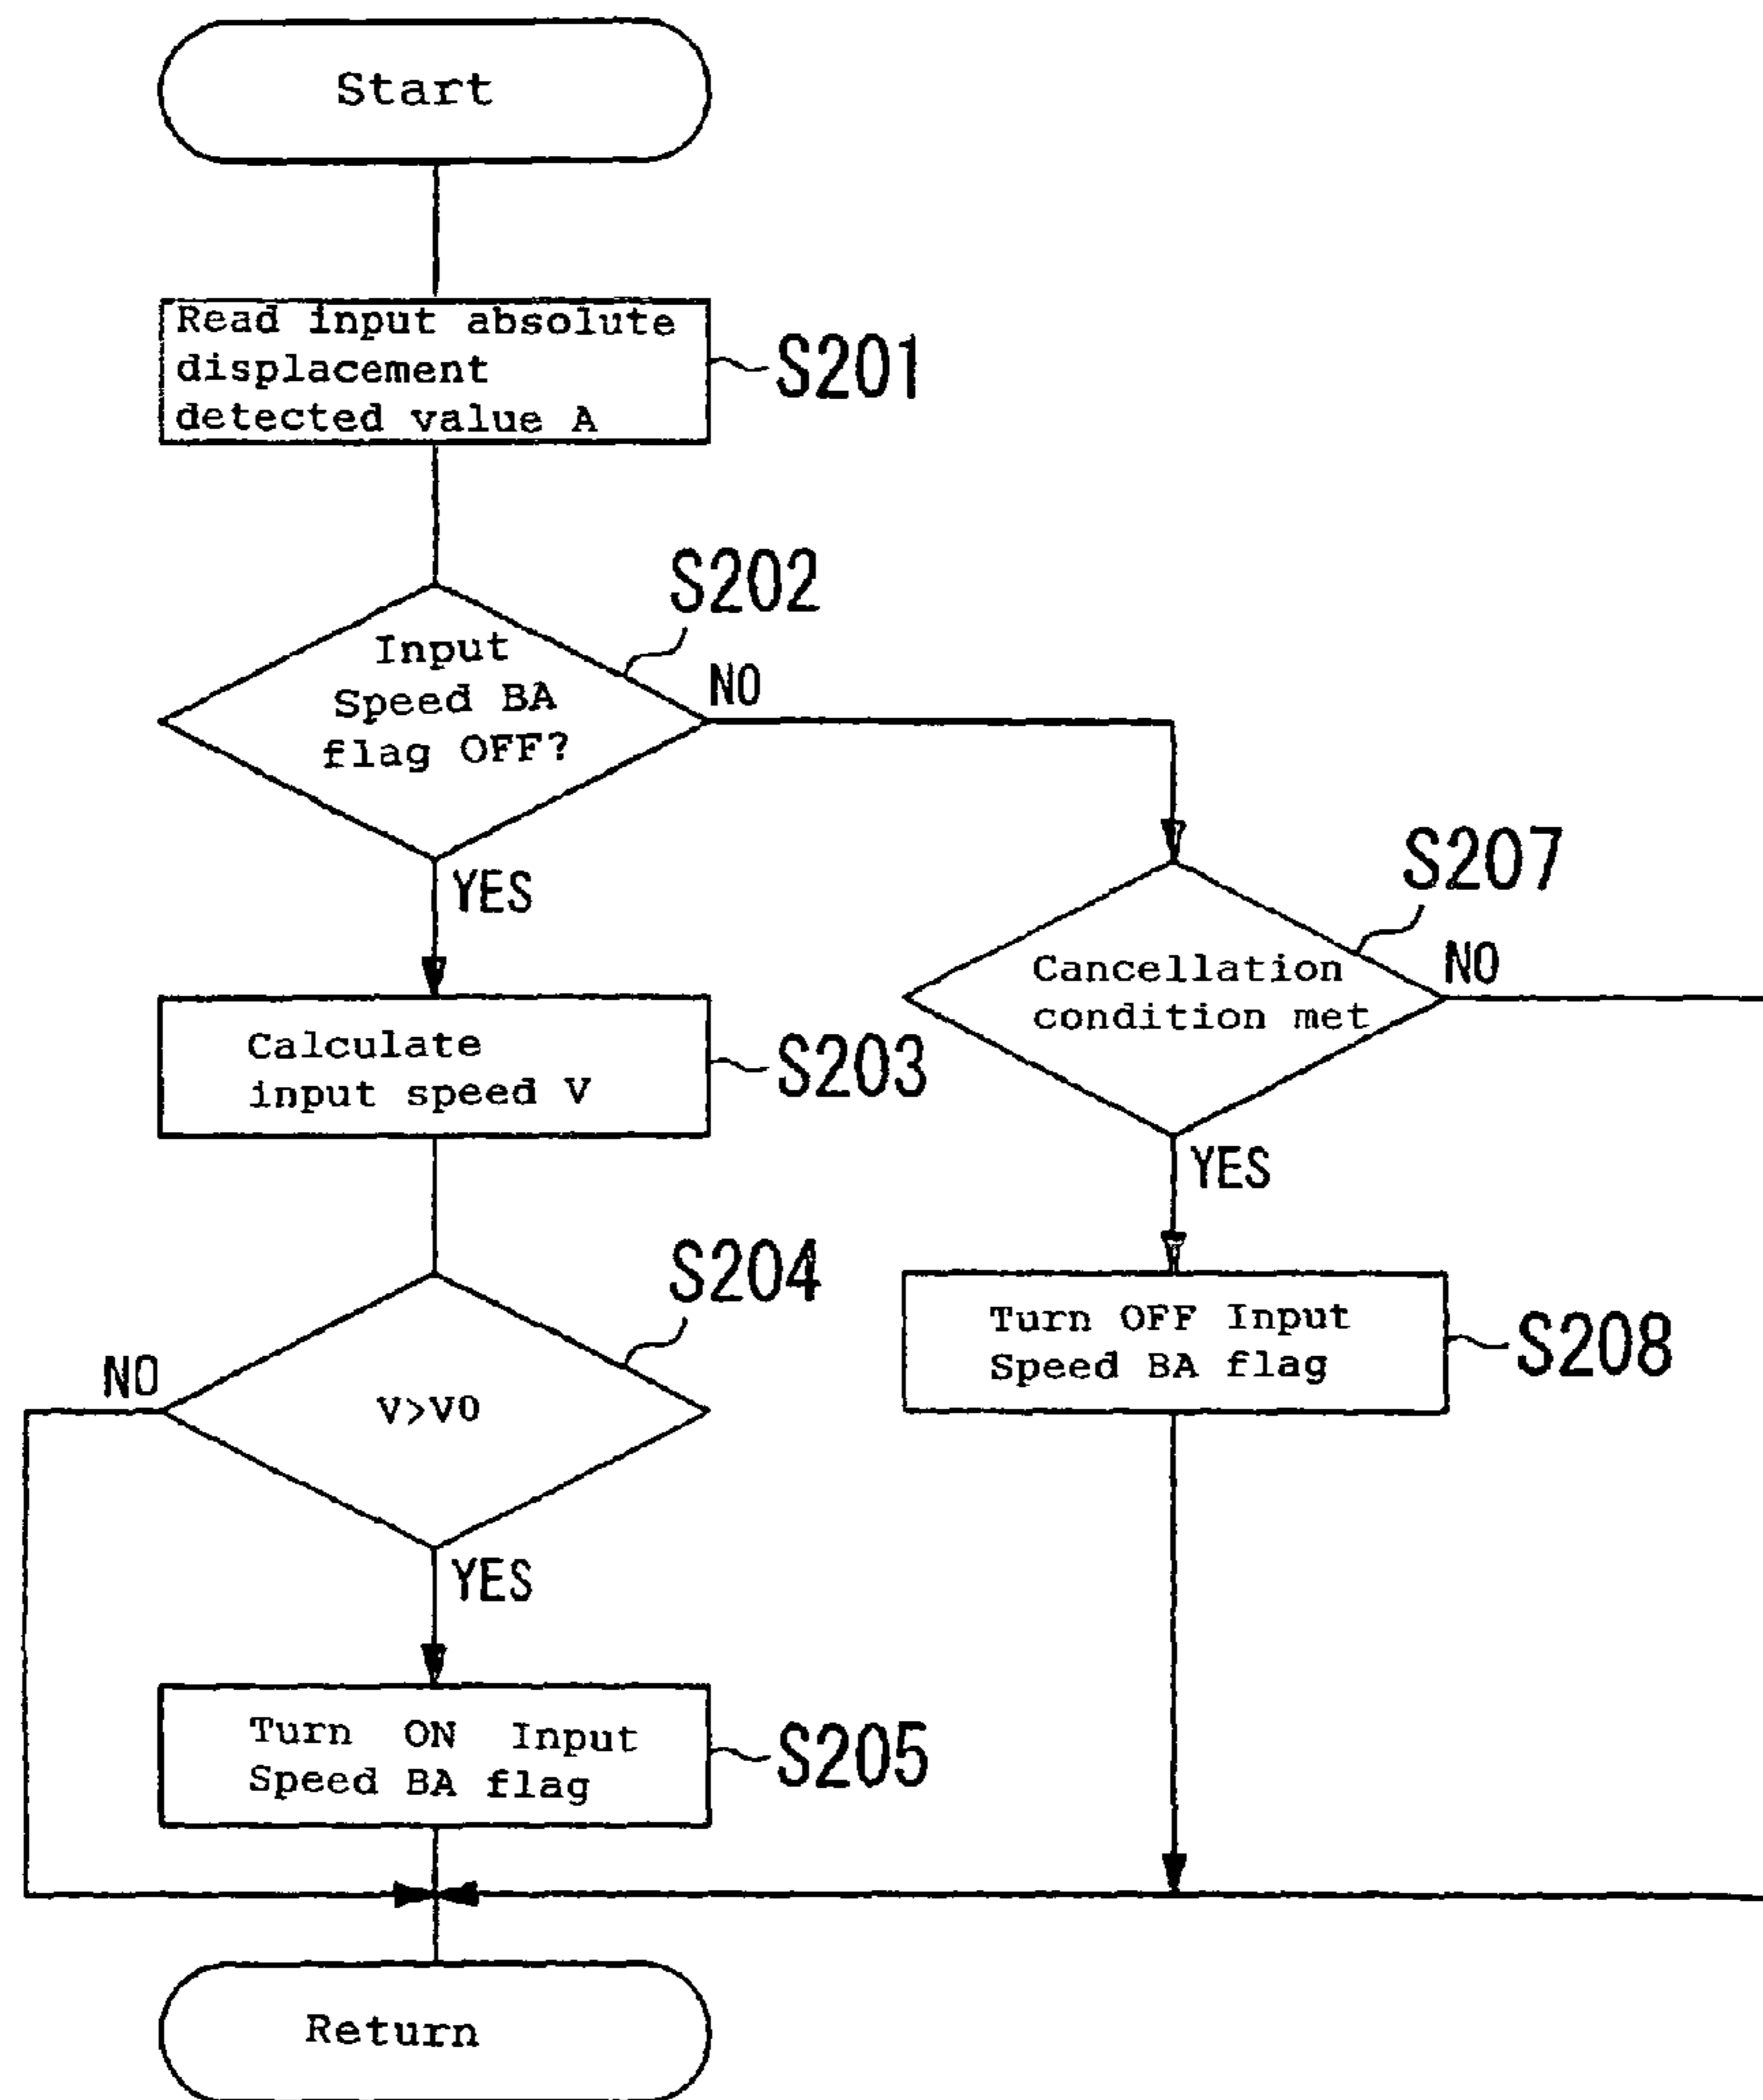 Start
Read input absolute
displacement
detected value A
S201
S202
Input
Speed BA
flag OFF?
NO
YES
S207
Cancellation
condition met
NO
YES
Calculate
input speed V
S203
S204
V>V0
NO
YES
Turn OFF Input
Speed BA flag
S208
Turn ON Input
Speed BA flag
S205
Return